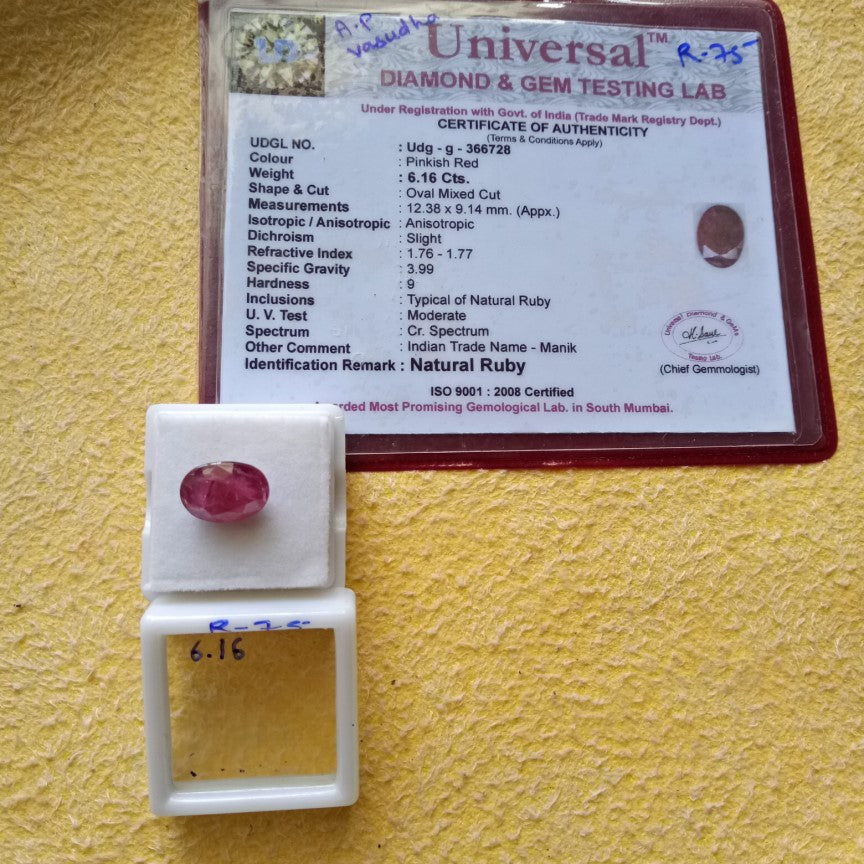 A.P
vasudha
R-75
Universal™
DIAMOND & GEM TESTING LAB
Under Registration with Govt. of India (Trade Mark Registry Dept.)
CERTIFICATE OF AUTHENTICITY
(Terms & Conditions Apply)
UDGL NO. : Udg - g - 366728
Colour : Pinkish Red
Weight : 6.16 Cts.
Shape & Cut : Oval Mixed Cut
Measurements : 12.38 x 9.14 mm. (Appx.)
Isotropic / Anisotropic : Anisotropic
Dichroism : Slight
Refractive Index : 1.76 - 1.77
Specific Gravity : 3.99
Hardness : 9
Inclusions : Typical of Natural Ruby
U. V. Test : Moderate
Spectrum : Cr. Spectrum
Other Comment : Indian Trade Name - Manik
Identification Remark : Natural Ruby
Universal Diamond & Gems
Testing Lab.
(Chief Gemmologist)
ISO 9001 : 2008 Certified
Most Promising Gemological Lab. in South Mumbai.
R-75
6.16